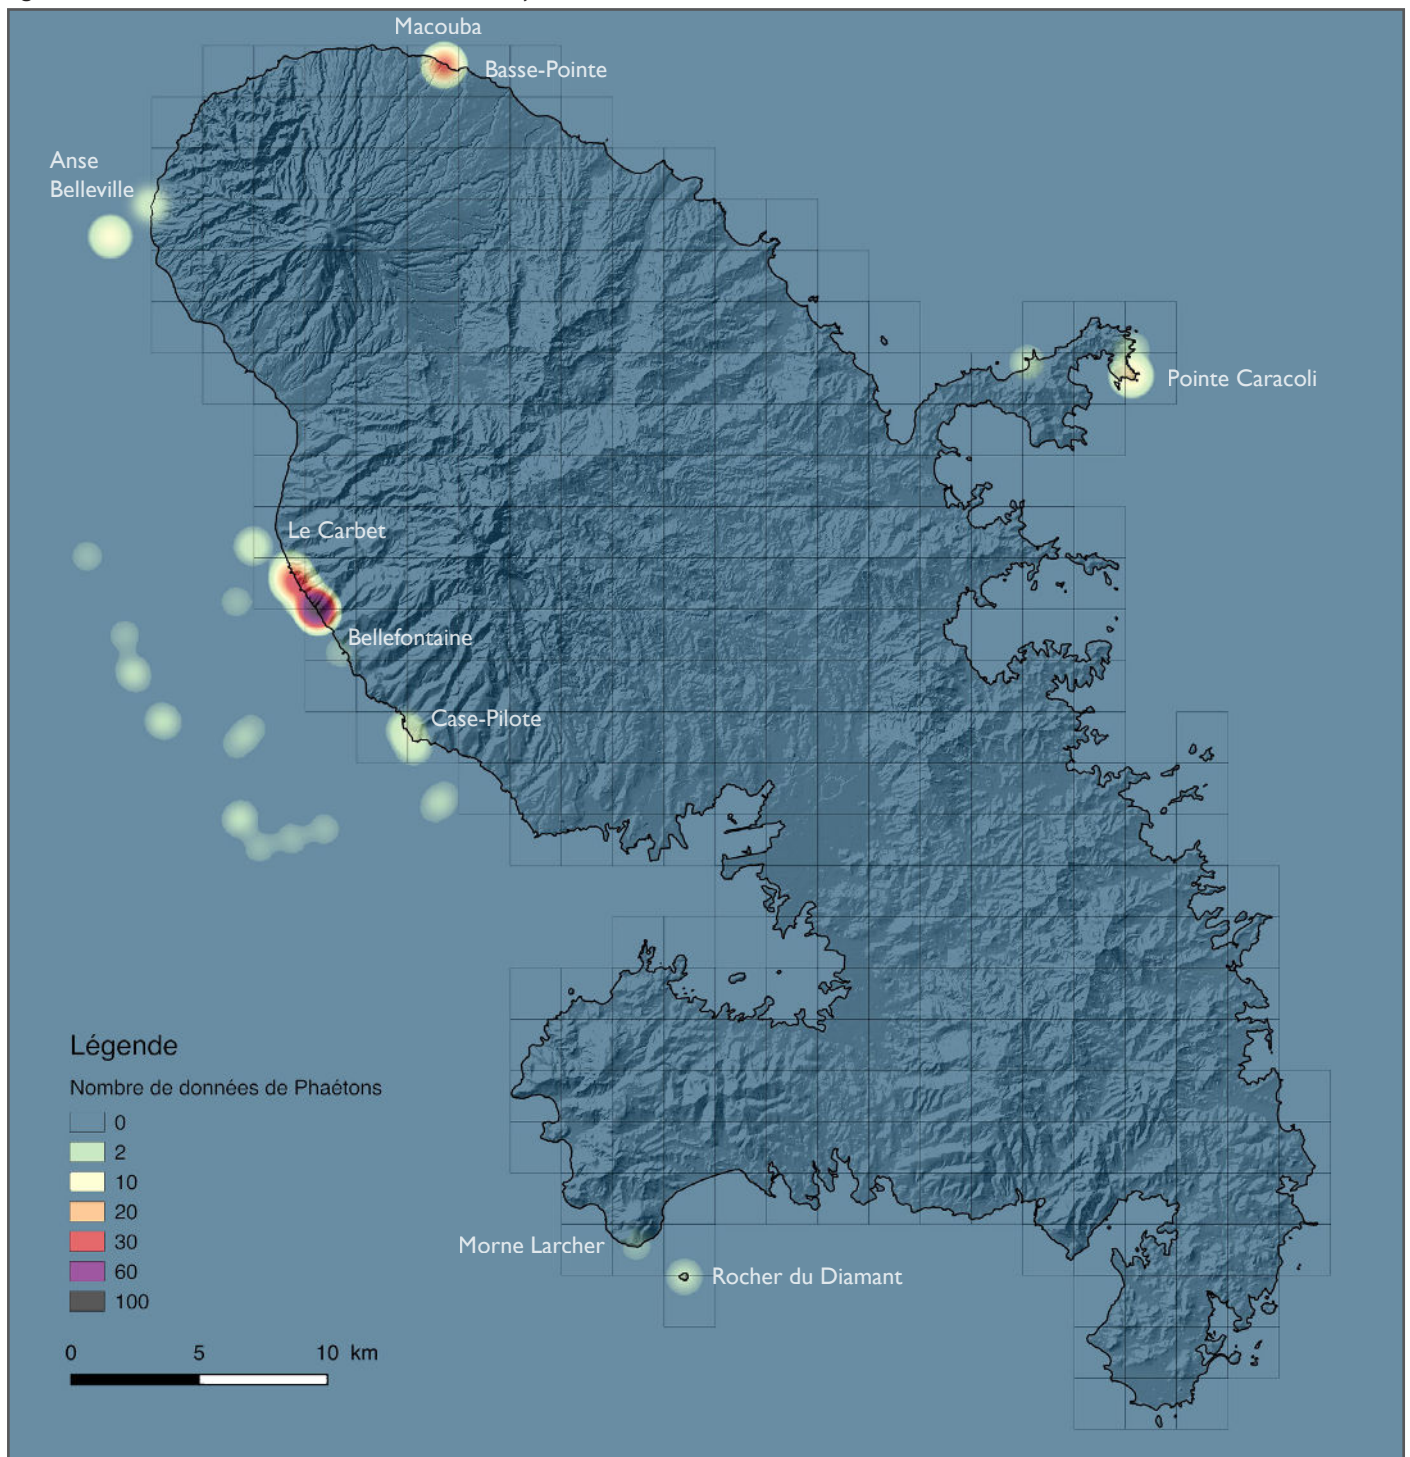 Macouba
Basse-Pointe
Anse
Belleville
Pointe Caracoli
Le Carbet
Bellefontaine
Case-Pilote
Morne Larcher
Rocher du Diamant
Légende
Nombre de données de Phaétons
0
2
10
20
30
60
100
0 5 10 km